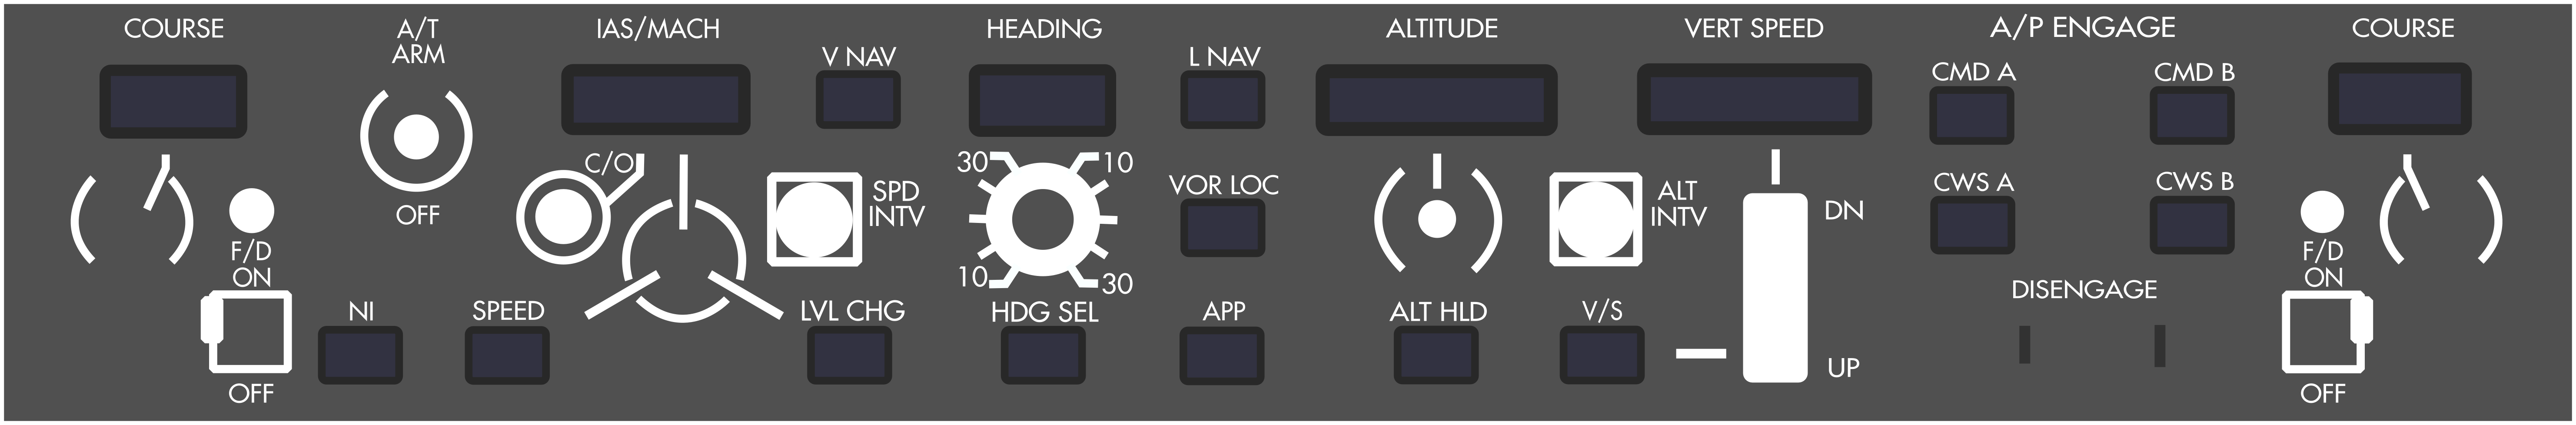 COURSE
A/T
ARM
IAS/MACH
HEADING
ALTITUDE
VERT SPEED
A/P ENGAGE
COURSE
V NAV
L NAV
CMD A
CMD B
C/O
30
10
SPD
INTV
VOR LOC
ALT
INTV
CWS A
CWS B
OFF
DN
F/D
ON
10
30
F/D
ON
DISENGAGE
NI
SPEED
LVL CHG
HDG SEL
APP
ALT HLD
V/S
UP
OFF
OFF